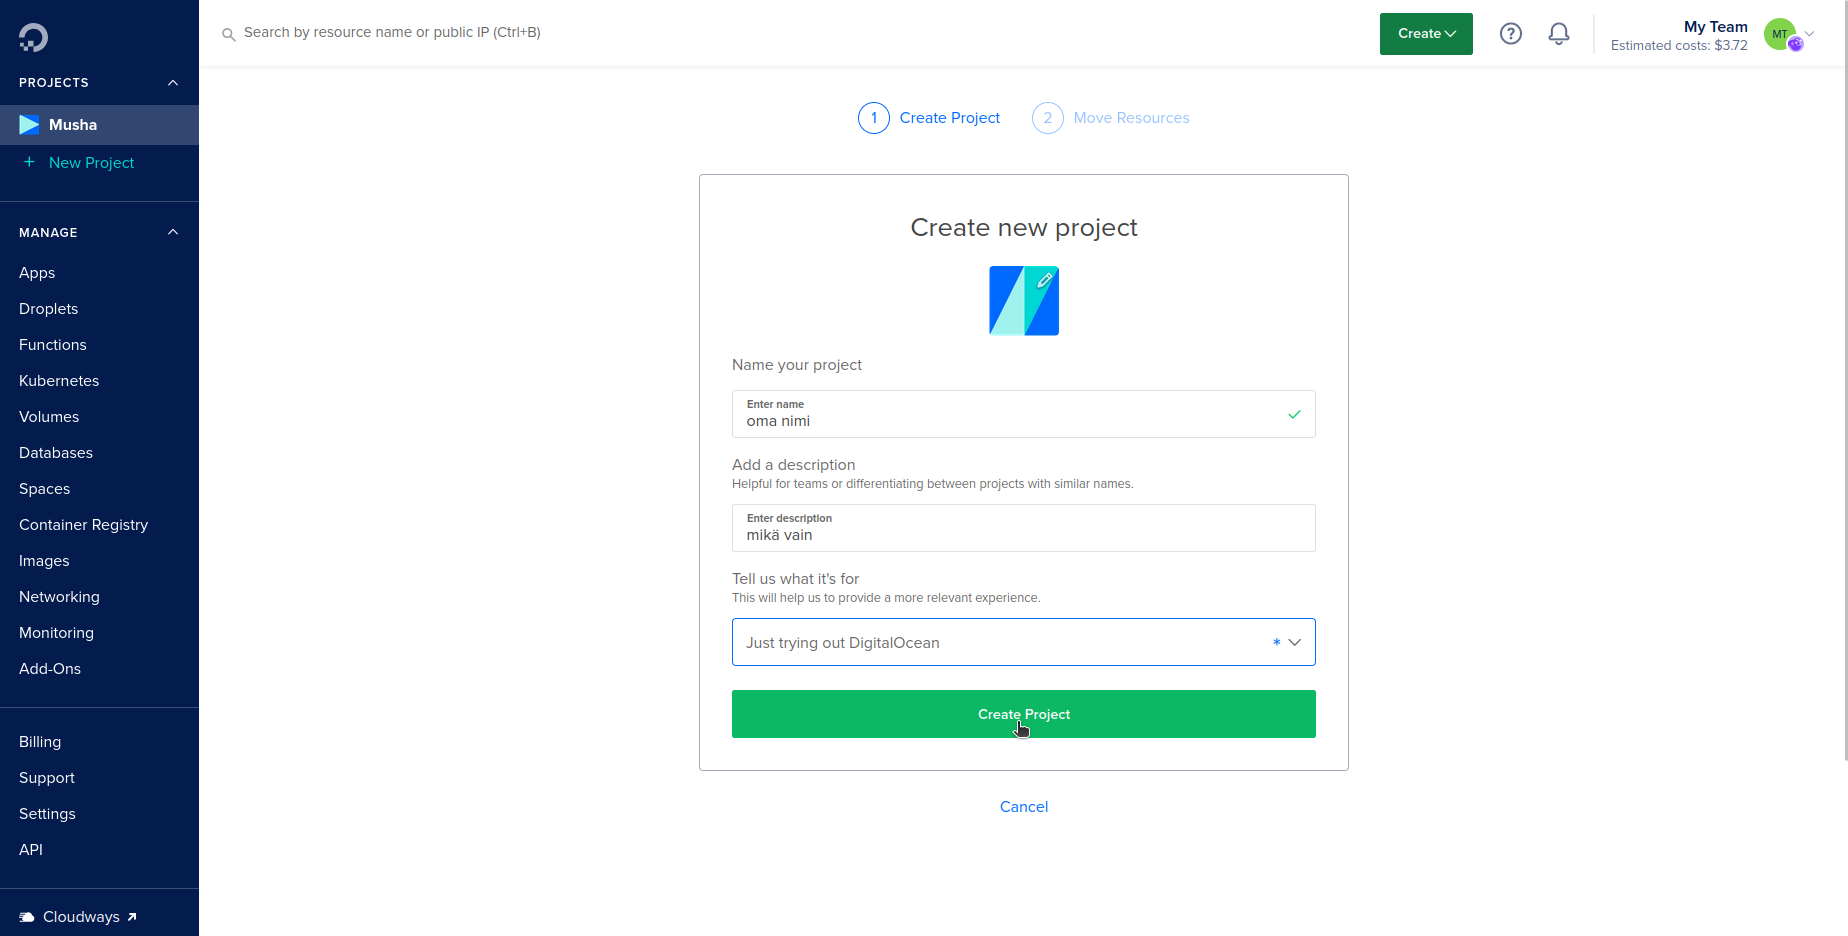 Search by resource name or public IP (Ctrl+B)
Create
My Team
Estimated costs: $3.72
MT
PROJECTS
Musha
+ New Project
MANAGE
Apps
Droplets
Functions
Kubernetes
Volumes
Databases
Spaces
Container Registry
Images
Networking
Monitoring
Add-Ons
Billing
Support
Settings
API
Cloudways
1 Create Project
2 Move Resources
Create new project
Name your project
Enter name
oma nimi
Add a description
Helpful for teams or differentiating between projects with similar names.
Enter description
mikä vain
Tell us what it's for
This will help us to provide a more relevant experience.
Just trying out DigitalOcean *
Create Project
Cancel